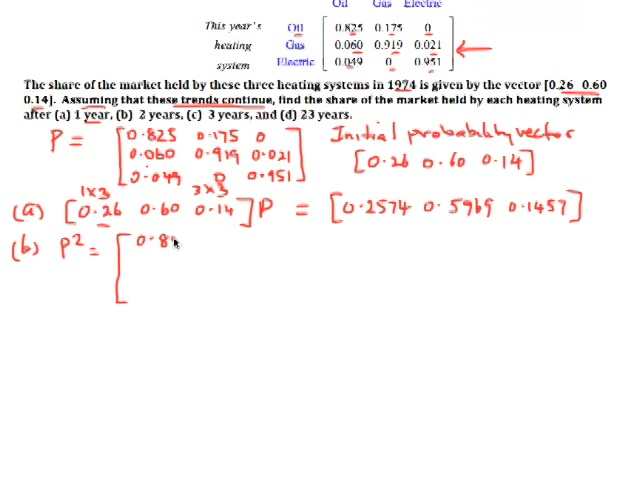 Oil Gas Electric
This year's Oil 0.825 0.175 0
heating Gas 0.060 0.919 0.021
system Electric 0.049 0 0.951
The share of the market held by these three heating systems in 1974 is given by the vector [0.26 0.60
0.14]. Assuming that these trends continue, find the share of the market held by each heating system
after (a) 1 year, (b) 2 years, (c) 3 years, and (d) 23 years.
P = [0.825 0.175 0 Initial probability vector
0.060 0.919 0.021 [0.26 0.60 0.14]
0.049 0 0.951]
1x3 3x3
(a) [0.26 0.60 0.14] P = [0.2574 0.5969 0.1457]
(b) P² = [0.8